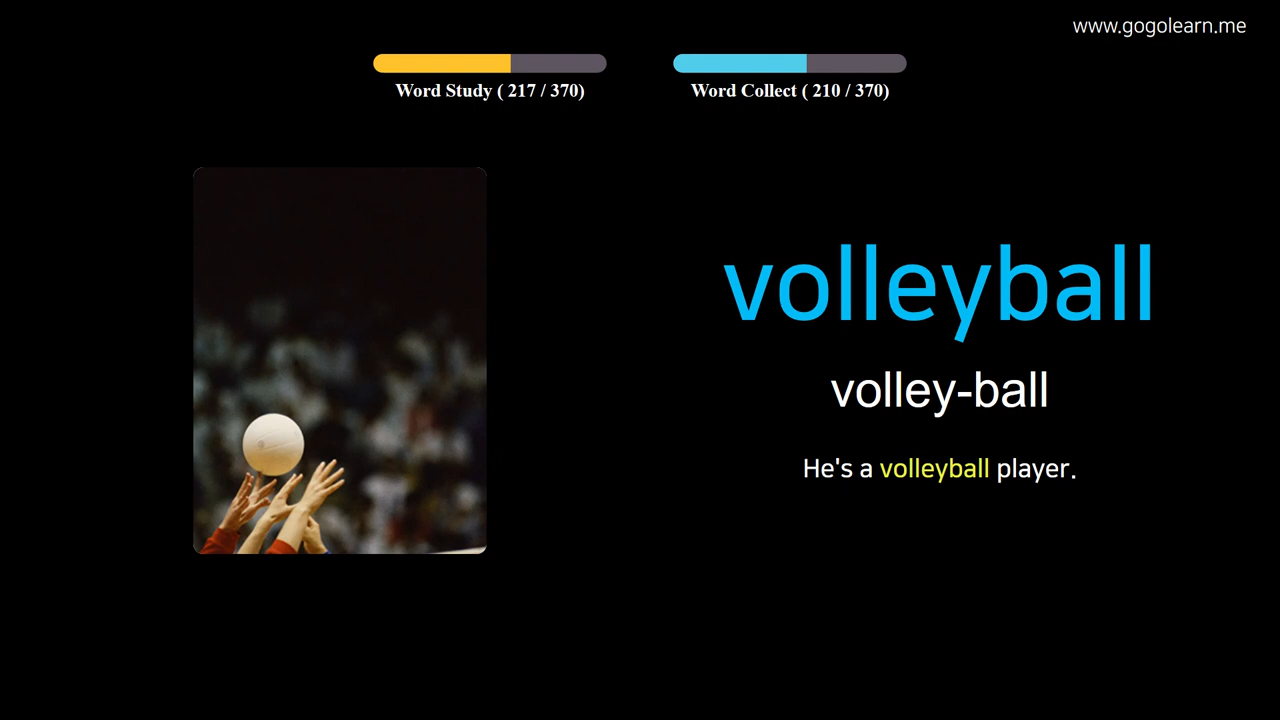 www.gogolearn.me
Word Study ( 217 / 370)
Word Collect ( 210 / 370)
volleyball
volley-ball
He's a volleyball player.